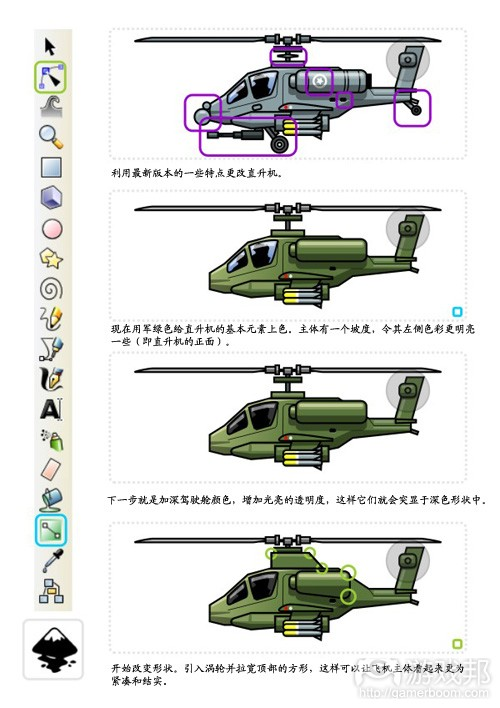 利用最新版本的一些特点更改直升机。
现在用军绿色给直升机的基本元素上色。主体有一个坡度，令其左侧色彩更明亮
一些（即直升机的正面）。
下一步就是加深驾驶舱颜色，增加光亮的透明度，这样它们就会突显于深色形状中。
开始改变形状。引入涡轮并拉宽顶部的方形，这样可以让飞机主体看起来更为
紧凑和结实。
游戏邦
http://gamerboom.com